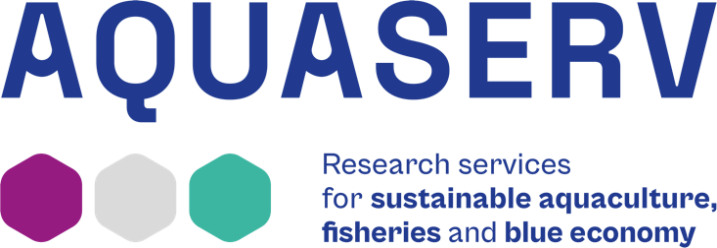 AQUASERV
Research services
for sustainable aquaculture,
fisheries and blue economy